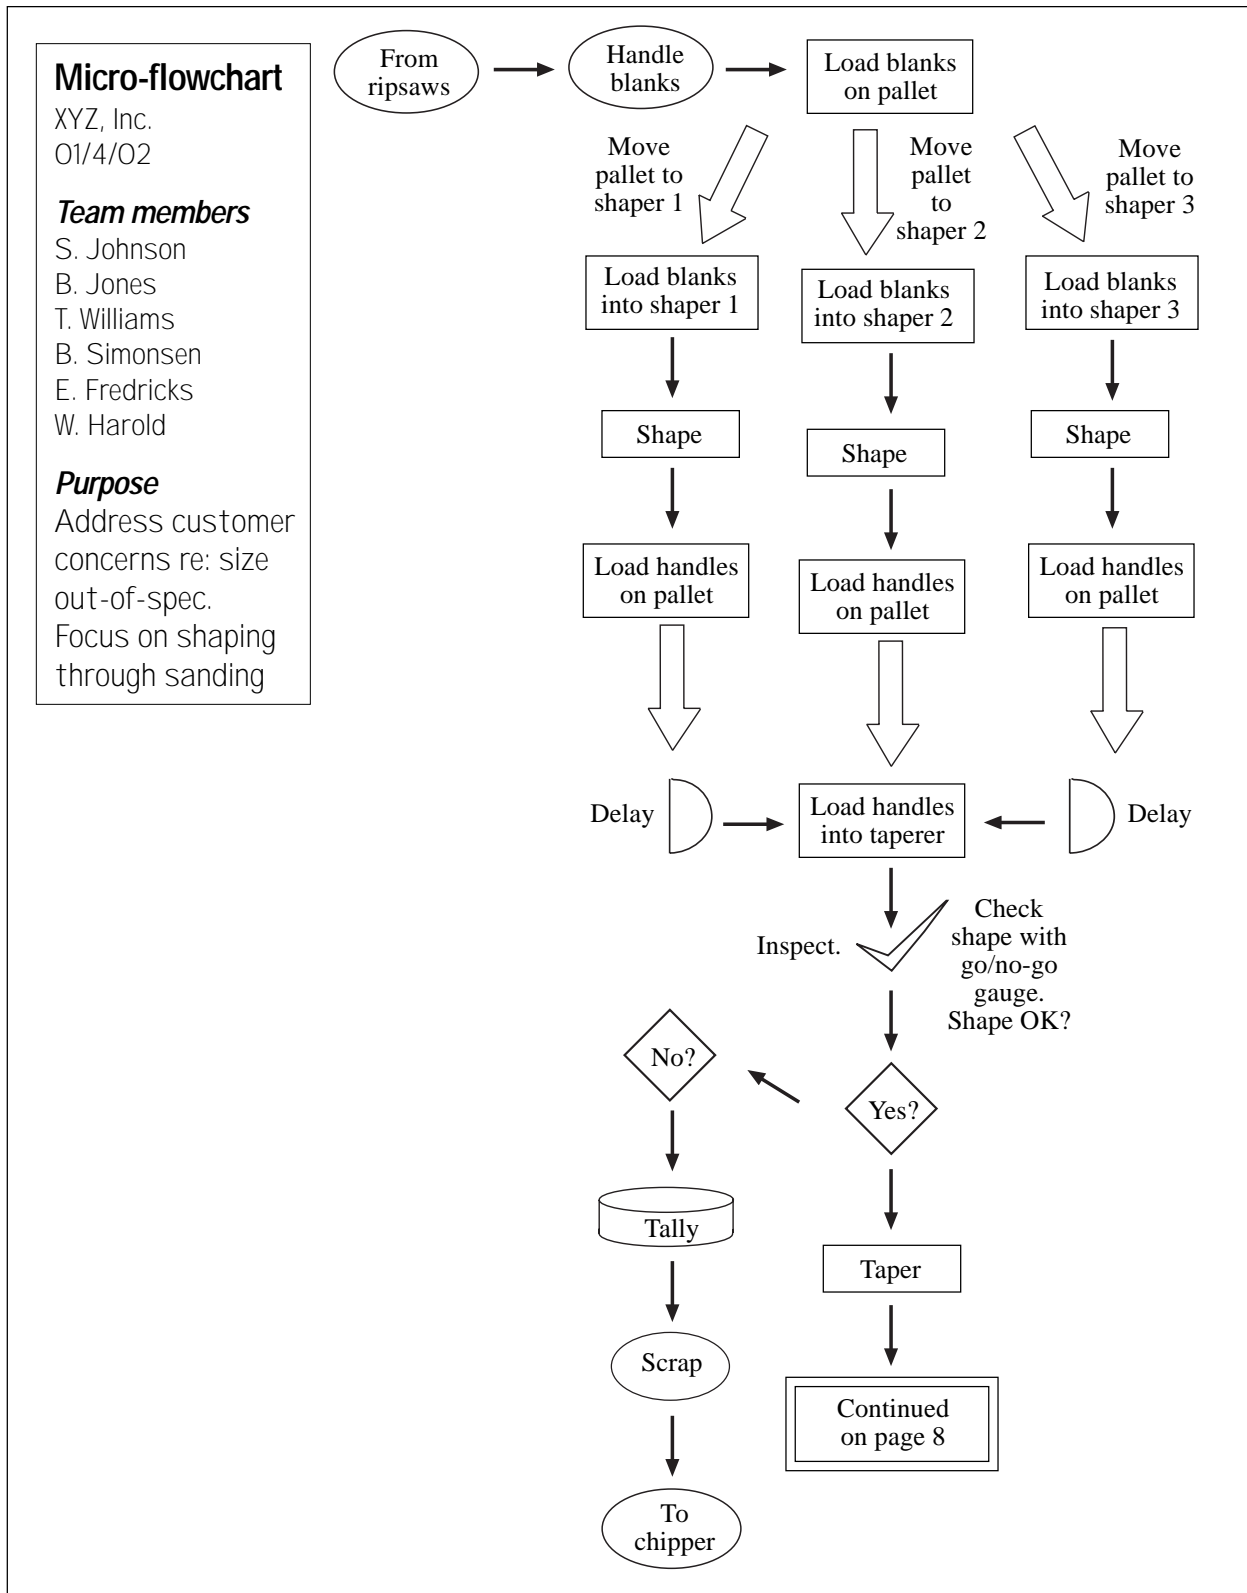 Micro-flowchart
XYZ, Inc.
01/4/02
Team members
S. Johnson
B. Jones
T. Williams
B. Simonsen
E. Fredricks
W. Harold
Purpose
Address customer
concerns re: size
out-of-spec.
Focus on shaping
through sanding
From
ripsaws
Handle
blanks
Load blanks
on pallet
Move
pallet to
shaper 1
Move
pallet
to
shaper 2
Move
pallet to
shaper 3
Load blanks
into shaper 1
Load blanks
into shaper 2
Load blanks
into shaper 3
Shape
Shape
Shape
Load handles
on pallet
Load handles
on pallet
Load handles
on pallet
Delay
Load handles
into taperer
Delay
Inspect.
Check
shape with
go/no-go
gauge.
Shape OK?
No?
Yes?
Tally
Taper
Scrap
Continued
on page 8
To
chipper